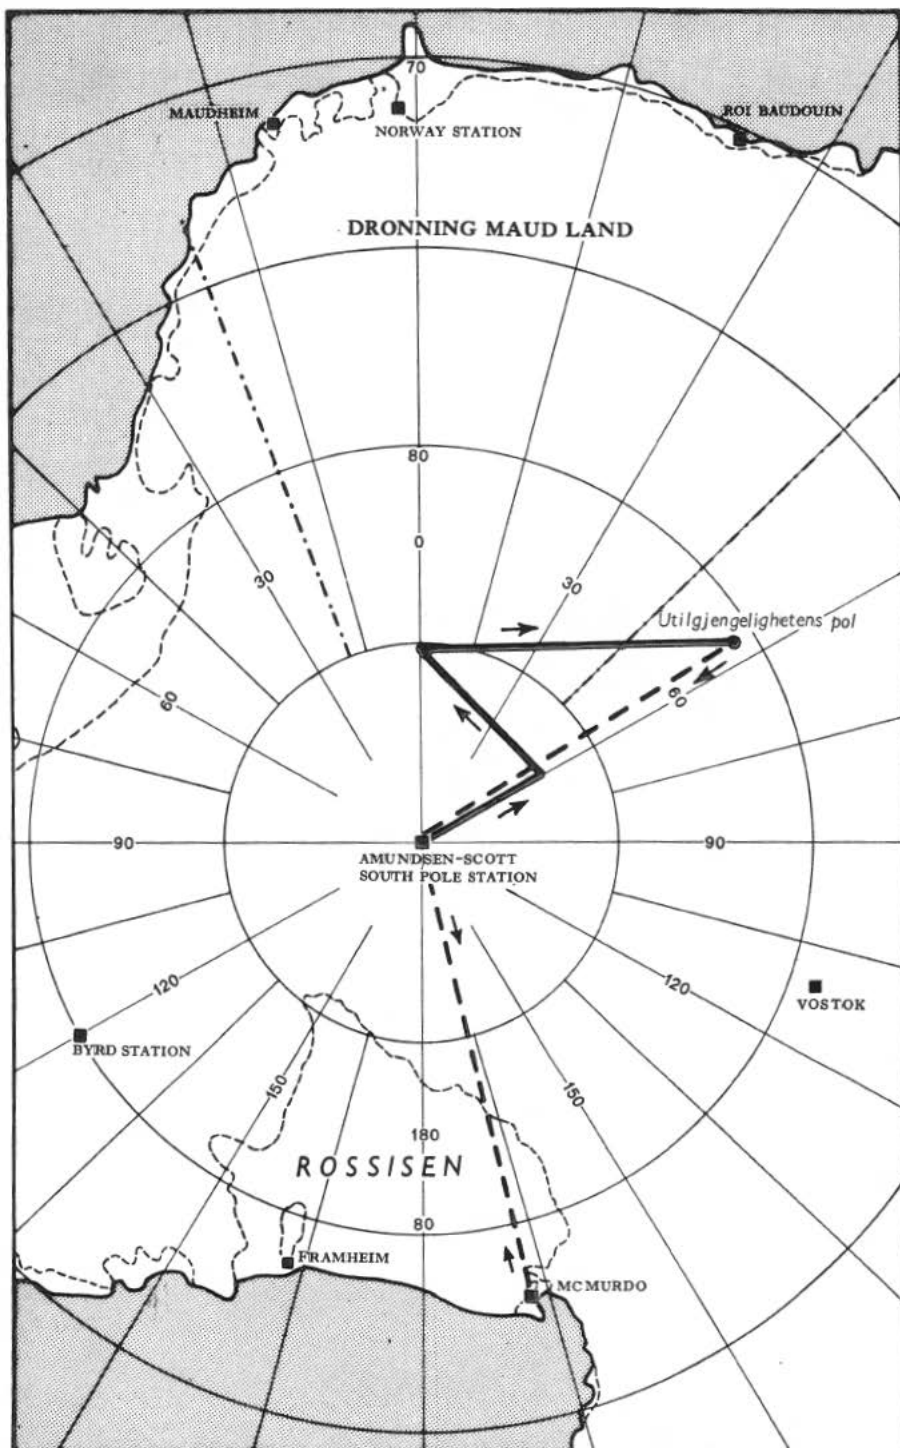 70
MAUDHEIM
ROI BAUDOUIN
NORWAY STATION
DRONNING MAUD LAND
80
0
30
30
Utilgjengelighetens pol
60
60
90
90
AMUNDSEN-SCOTT
SOUTH POLE STATION
120
120
VOSTOK
BYRD STATION
150
150
180
ROSSISEN
80
FRAMHEIM
MC MURDO